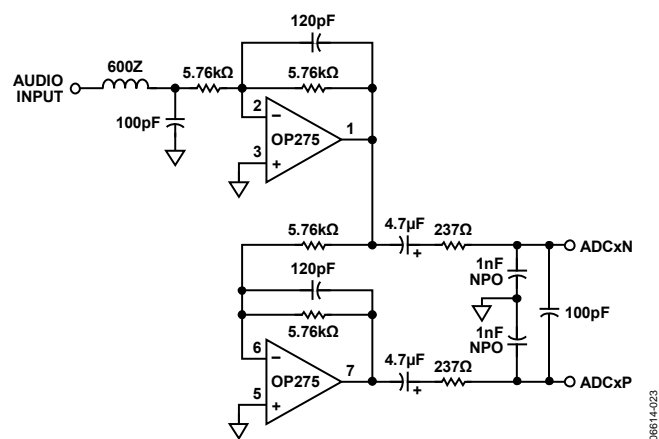 120pF
600Z
5.76kΩ
5.76kΩ
AUDIO
INPUT
100pF
2
–
OP275
1
3
+
5.76kΩ
4.7µF
+
237Ω
ADCxN
120pF
1nF
NPO
5.76kΩ
100pF
1nF
NPO
6
–
OP275
7
5
+
4.7µF
+
237Ω
ADCxP
06614-023